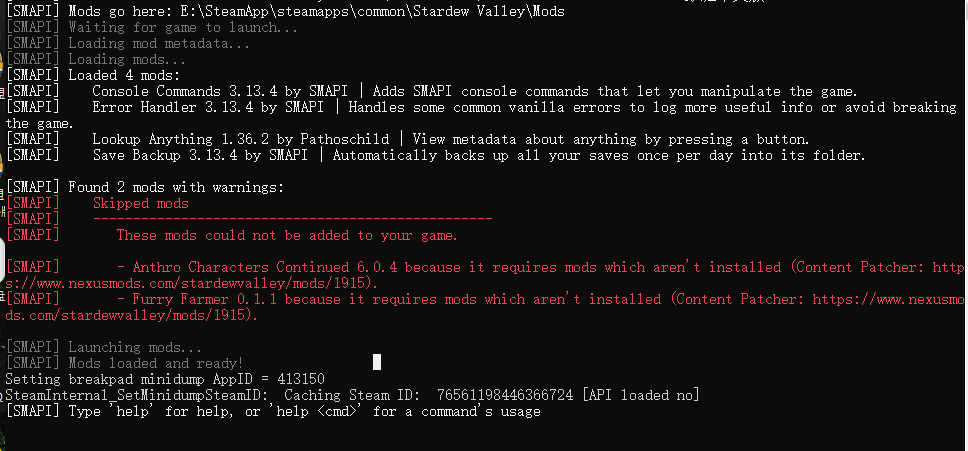 [SMAPI] Mods go here: E:\SteamApp\steamapps\common\Stardew Valley\Mods
[SMAPI] Waiting for game to launch...
[SMAPI] Loading mod metadata...
[SMAPI] Loading mods...
[SMAPI] Loaded 4 mods:
[SMAPI]    Console Commands 3.13.4 by SMAPI | Adds SMAPI console commands that let you manipulate the game.
[SMAPI]    Error Handler 3.13.4 by SMAPI | Handles some common vanilla errors to log more useful info or avoid breaking
the game.
[SMAPI]    Lookup Anything 1.36.2 by Pathoschild | View metadata about anything by pressing a button.
[SMAPI]    Save Backup 3.13.4 by SMAPI | Automatically backs up all your saves once per day into its folder.
[SMAPI] Found 2 mods with warnings:
[SMAPI]    Skipped mods
[SMAPI]    --------------------------------------------------
[SMAPI]       These mods could not be added to your game.
[SMAPI]       - Anthro Characters Continued 6.0.4 because it requires mods which aren't installed (Content Patcher: http
s://www.nexusmods.com/stardewvalley/mods/1915).
[SMAPI]       - Furry Farmer 0.1.1 because it requires mods which aren't installed (Content Patcher: https://www.nexusmo
ds.com/stardewvalley/mods/1915).
[SMAPI] Launching mods...
[SMAPI] Mods loaded and ready!
Setting breakpad minidump AppID = 413150
SteamInternal_SetMinidumpSteamID:  Caching Steam ID:  76561198446366724 [API loaded no]
[SMAPI] Type 'help' for help, or 'help <cmd>' for a command's usage